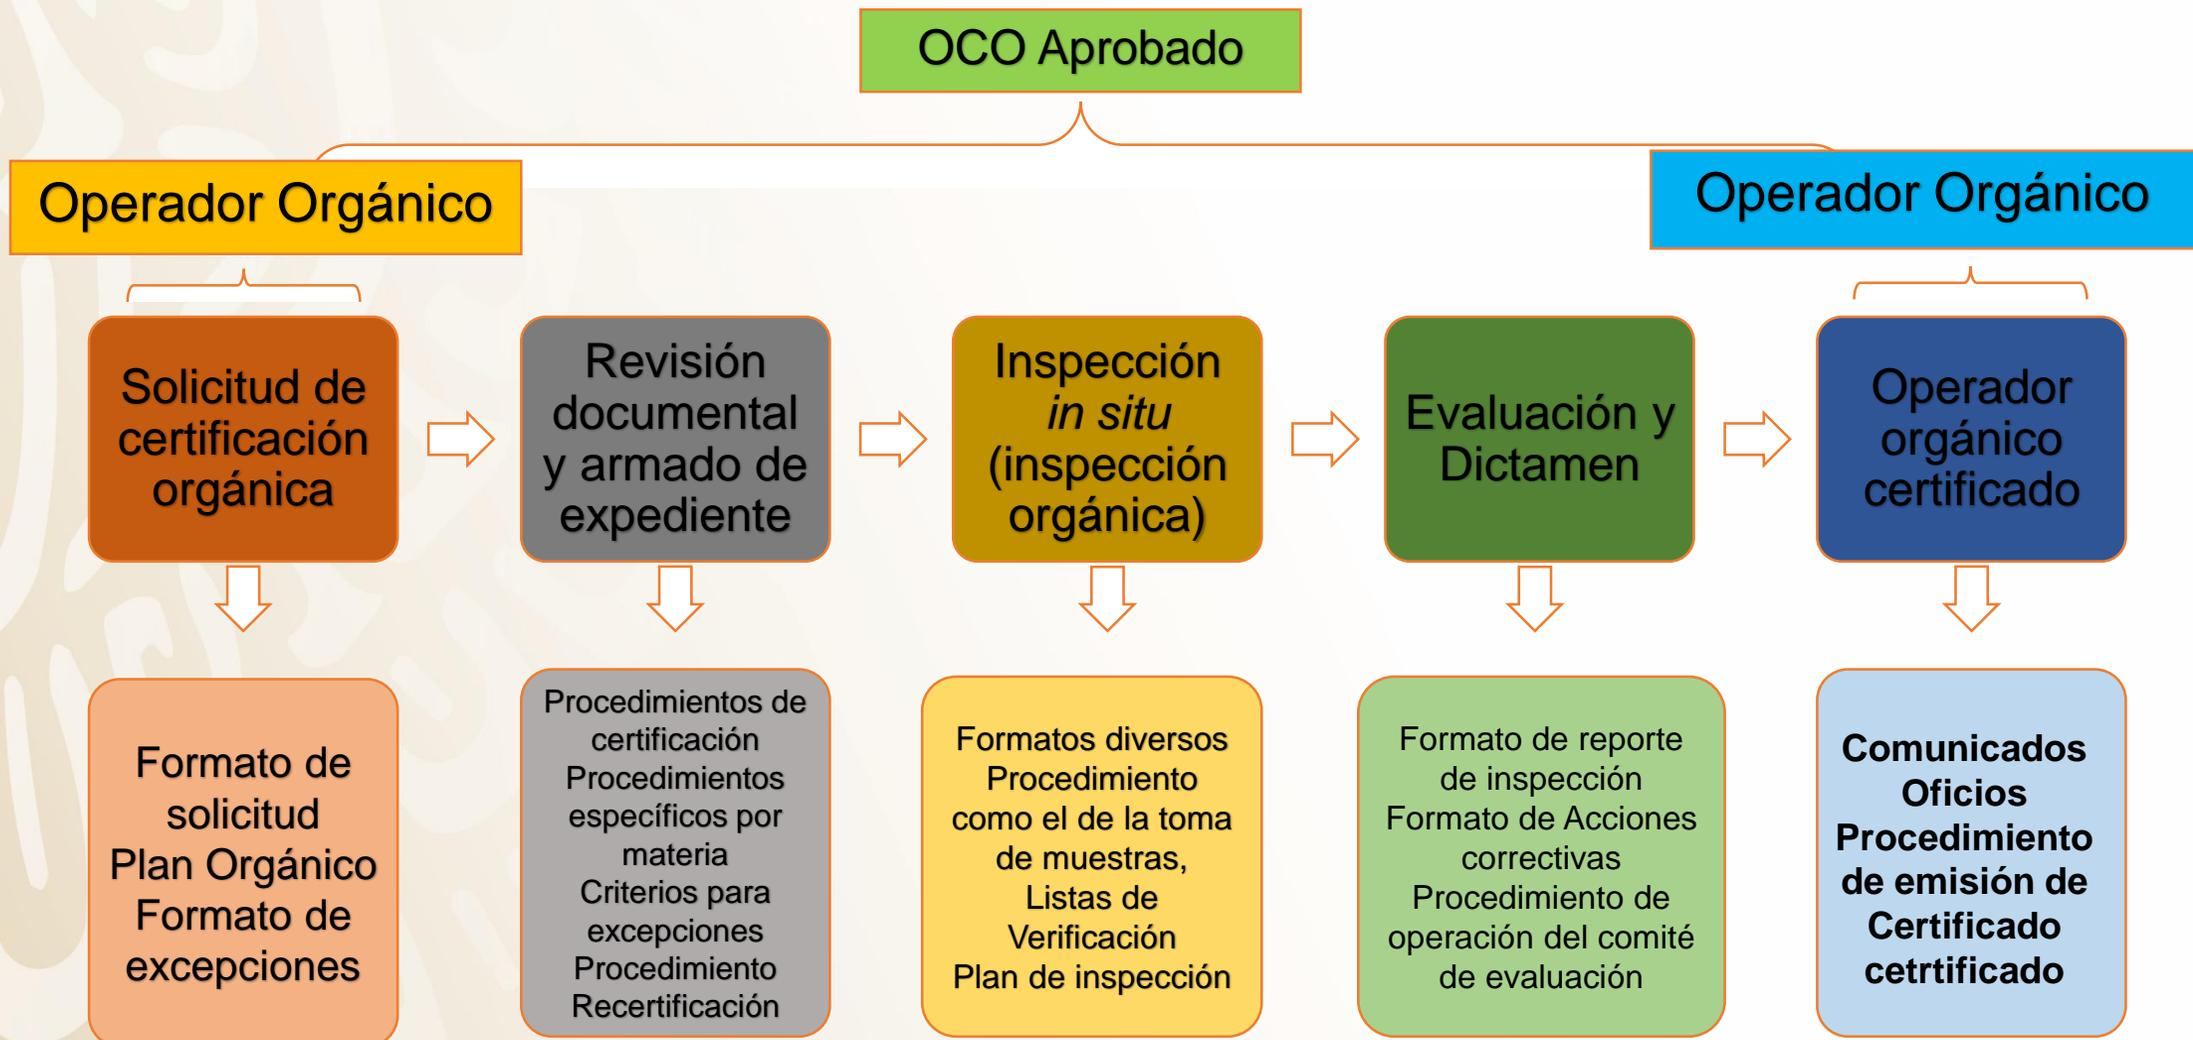 OCO Aprobado
Operador Orgánico
Operador Orgánico
Solicitud de
certificación
orgánica
Revisión
documental
y armado de
expediente
Inspección
in situ
(inspección
orgánica)
Evaluación y
Dictamen
Operador
orgánico
certificado
Formato de
solicitud
Plan Orgánico
Formato de
excepciones
Procedimientos de
certificación
Procedimientos
específicos por
materia
Criterios para
excepciones
Procedimiento
Recertificación
Formatos diversos
Procedimiento
como el de la toma
de muestras,
Listas de
Verificación
Plan de inspección
Formato de reporte
de inspección
Formato de Acciones
correctivas
Procedimiento de
operación del comité
de evaluación
Comunicados
Oficios
Procedimiento
de emisión de
Certificado
cetrtificado